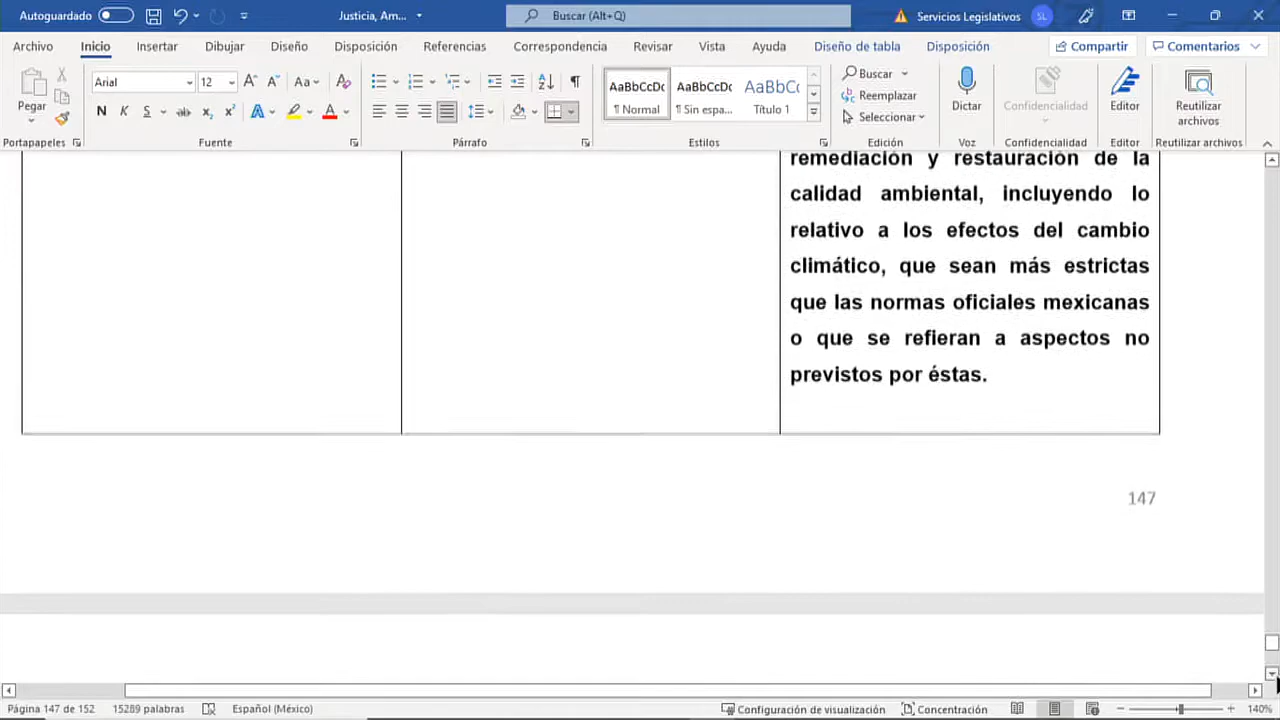 Autoguardado
Justicia, Am...
Buscar (Alt+Q)
Servicios Legislativos
SL
Archivo
Inicio
Insertar
Dibujar
Diseño
Disposición
Referencias
Correspondencia
Revisar
Vista
Ayuda
Diseño de tabla
Disposición
Compartir
Comentarios
Pegar
Arial
12
N K S ab x₂ x²
AaBbCcDc
AaBbCcDc
AaBbCc
¶ Normal
¶ Sin espa...
Título 1
Buscar
Reemplazar
Seleccionar
Dictar
Confidencialidad
Editor
Reutilizar
archivos
Portapapeles
Fuente
Párrafo
Estilos
Edición
Voz
Confidencialidad
Editor
Reutilizar archivos
remediación y restauración de la
calidad ambiental, incluyendo lo
relativo a los efectos del cambio
climático, que sean más estrictas
que las normas oficiales mexicanas
o que se refieran a aspectos no
previstos por éstas.
147
Página 147 de 152
15289 palabras
Español (México)
Configuración de visualización
Concentración
140%